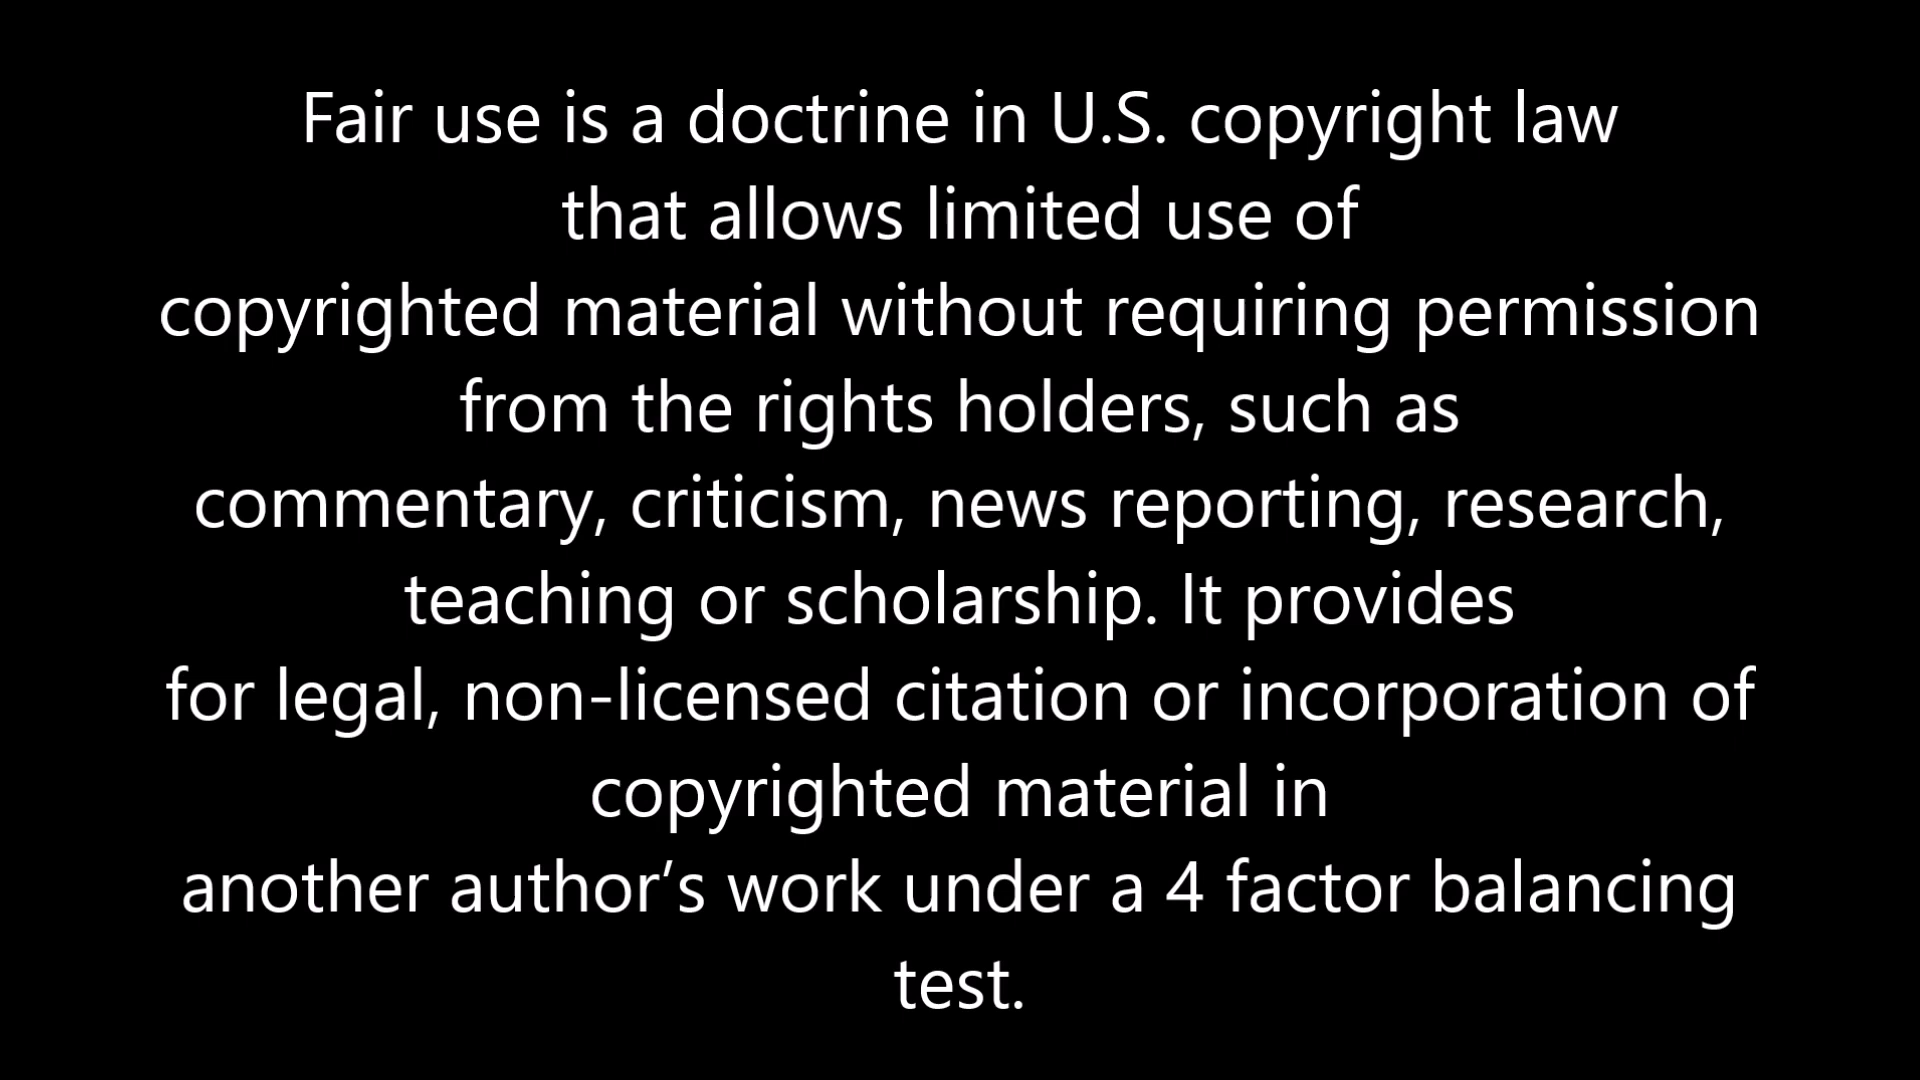 Fair use is a doctrine in U.S. copyright law
that allows limited use of
copyrighted material without requiring permission
from the rights holders, such as
commentary, criticism, news reporting, research,
teaching or scholarship. It provides
for legal, non-licensed citation or incorporation of
copyrighted material in
another author’s work under a 4 factor balancing
test.